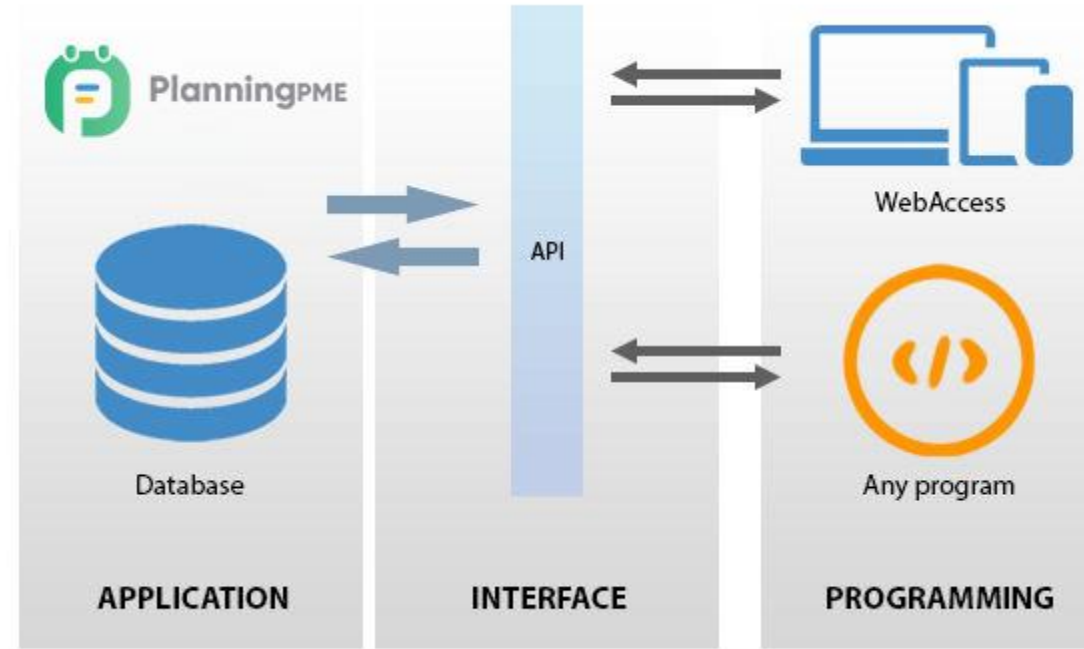 PlanningPME
API
Database
WebAccess
</>
Any program
APPLICATION
INTERFACE
PROGRAMMING